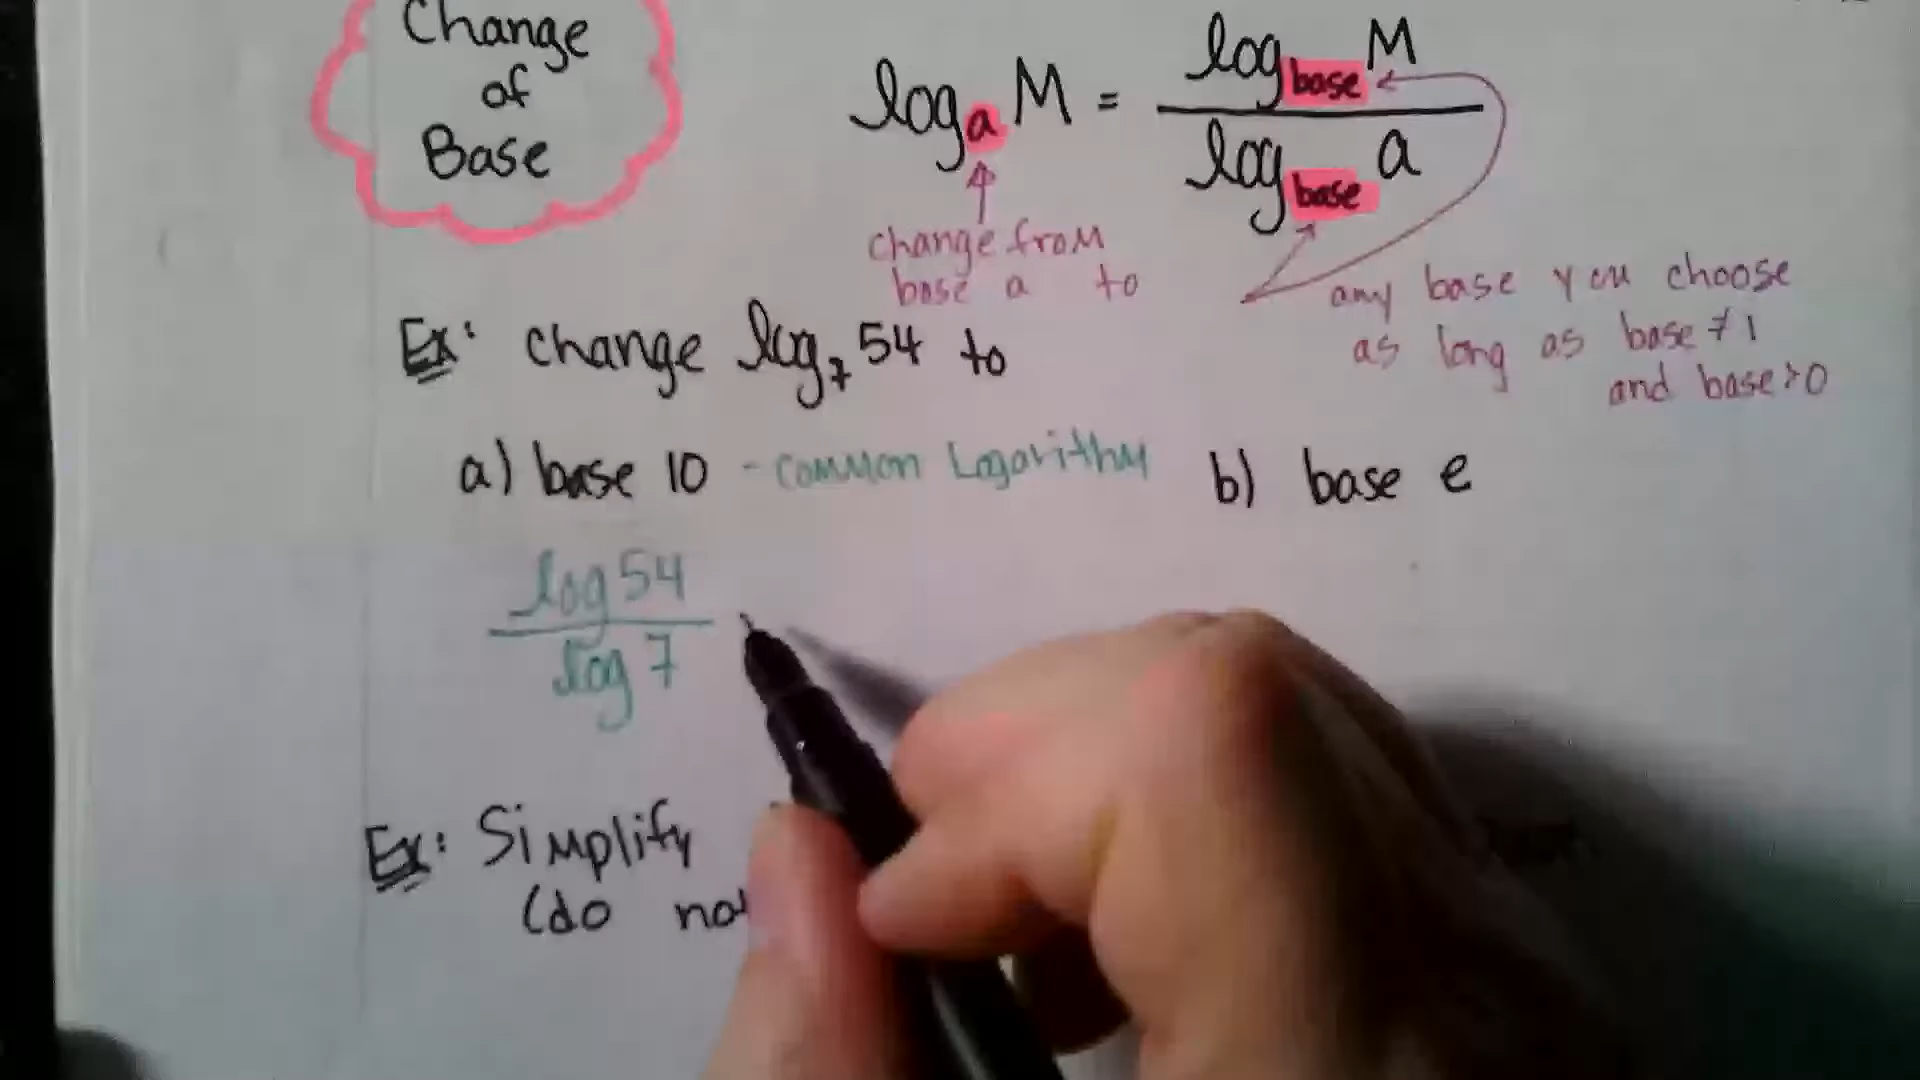 Change
of
Base
log_a M = log_base M / log_base a
change from
base a to
any base you choose
as long as base ≠ 1
and base > 0
Ex: change log_7 54 to
a) base 10 - common Logarithm
b) base e
log 54
log 7
Ex: Simplify
(do not